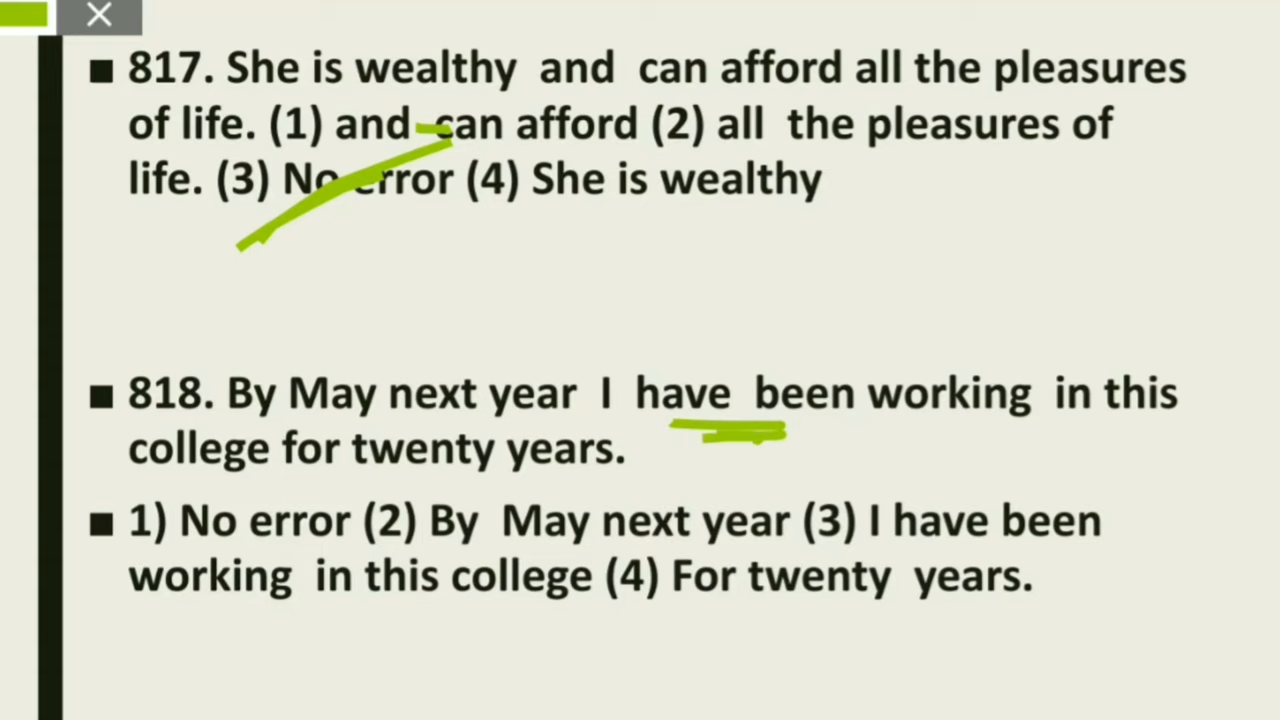 817. She is wealthy and can afford all the pleasures
of life. (1) and can afford (2) all the pleasures of
life. (3) No error (4) She is wealthy
818. By May next year I have been working in this
college for twenty years.
1) No error (2) By May next year (3) I have been
working in this college (4) For twenty years.